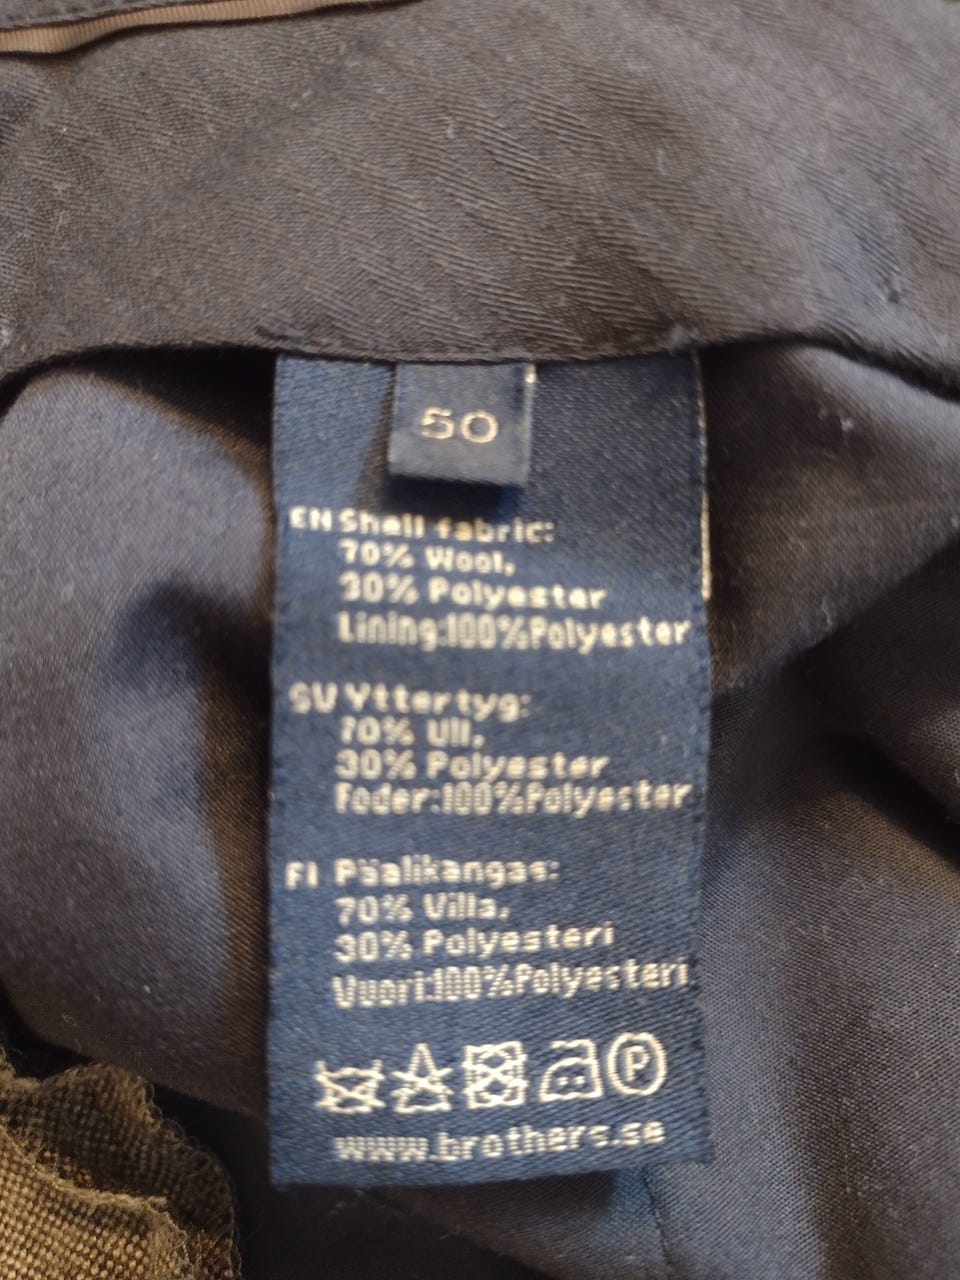 50
EN Shell fabric:
70% Wool,
30% Polyester
Lining:100%Polyester
SV Yttertyg:
70% Ull,
30% Polyester
Foder:100%Polyester
FI Päälikangas:
70% Villa,
30% Polyesteri
Vuori:100%Polyesteri
P
www.brothers.se